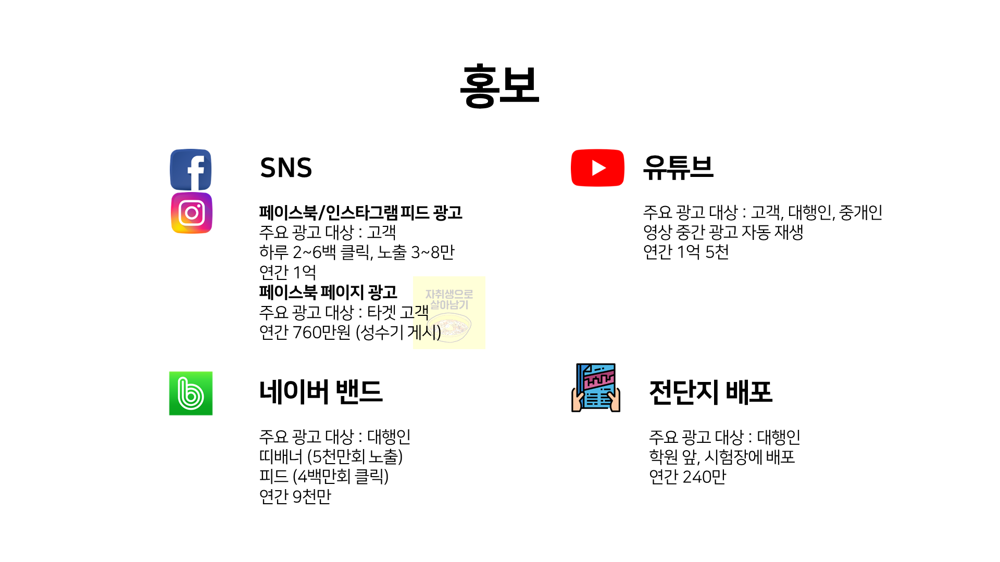 홍보
SNS
페이스북/인스타그램 피드 광고
주요 광고 대상 : 고객
하루 2~6백 클릭, 노출 3~8만
연간 1억
페이스북 페이지 광고
주요 광고 대상 : 타겟 고객
연간 760만원 (성수기 게시)
자취생으로
살아남기
유튜브
주요 광고 대상 : 고객, 대행인, 중개인
영상 중간 광고 자동 재생
연간 1억 5천
네이버 밴드
주요 광고 대상 : 대행인
띠배너 (5천만회 노출)
피드 (4백만회 클릭)
연간 9천만
전단지 배포
주요 광고 대상 : 대행인
학원 앞, 시험장에 배포
연간 240만